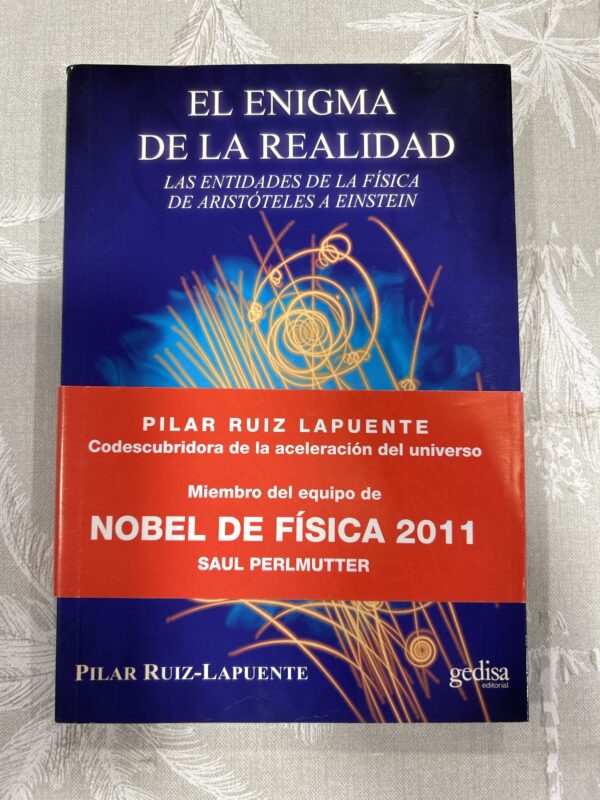 EL ENIGMA
DE LA REALIDAD
LAS ENTIDADES DE LA FÍSICA
DE ARISTÓTELES A EINSTEIN
PILAR RUIZ LAPUENTE
Codescubridora de la aceleración del universo
Miembro del equipo de
NOBEL DE FÍSICA 2011
SAUL PERLMUTTER
PILAR RUIZ-LAPUENTE
gedisa
editorial